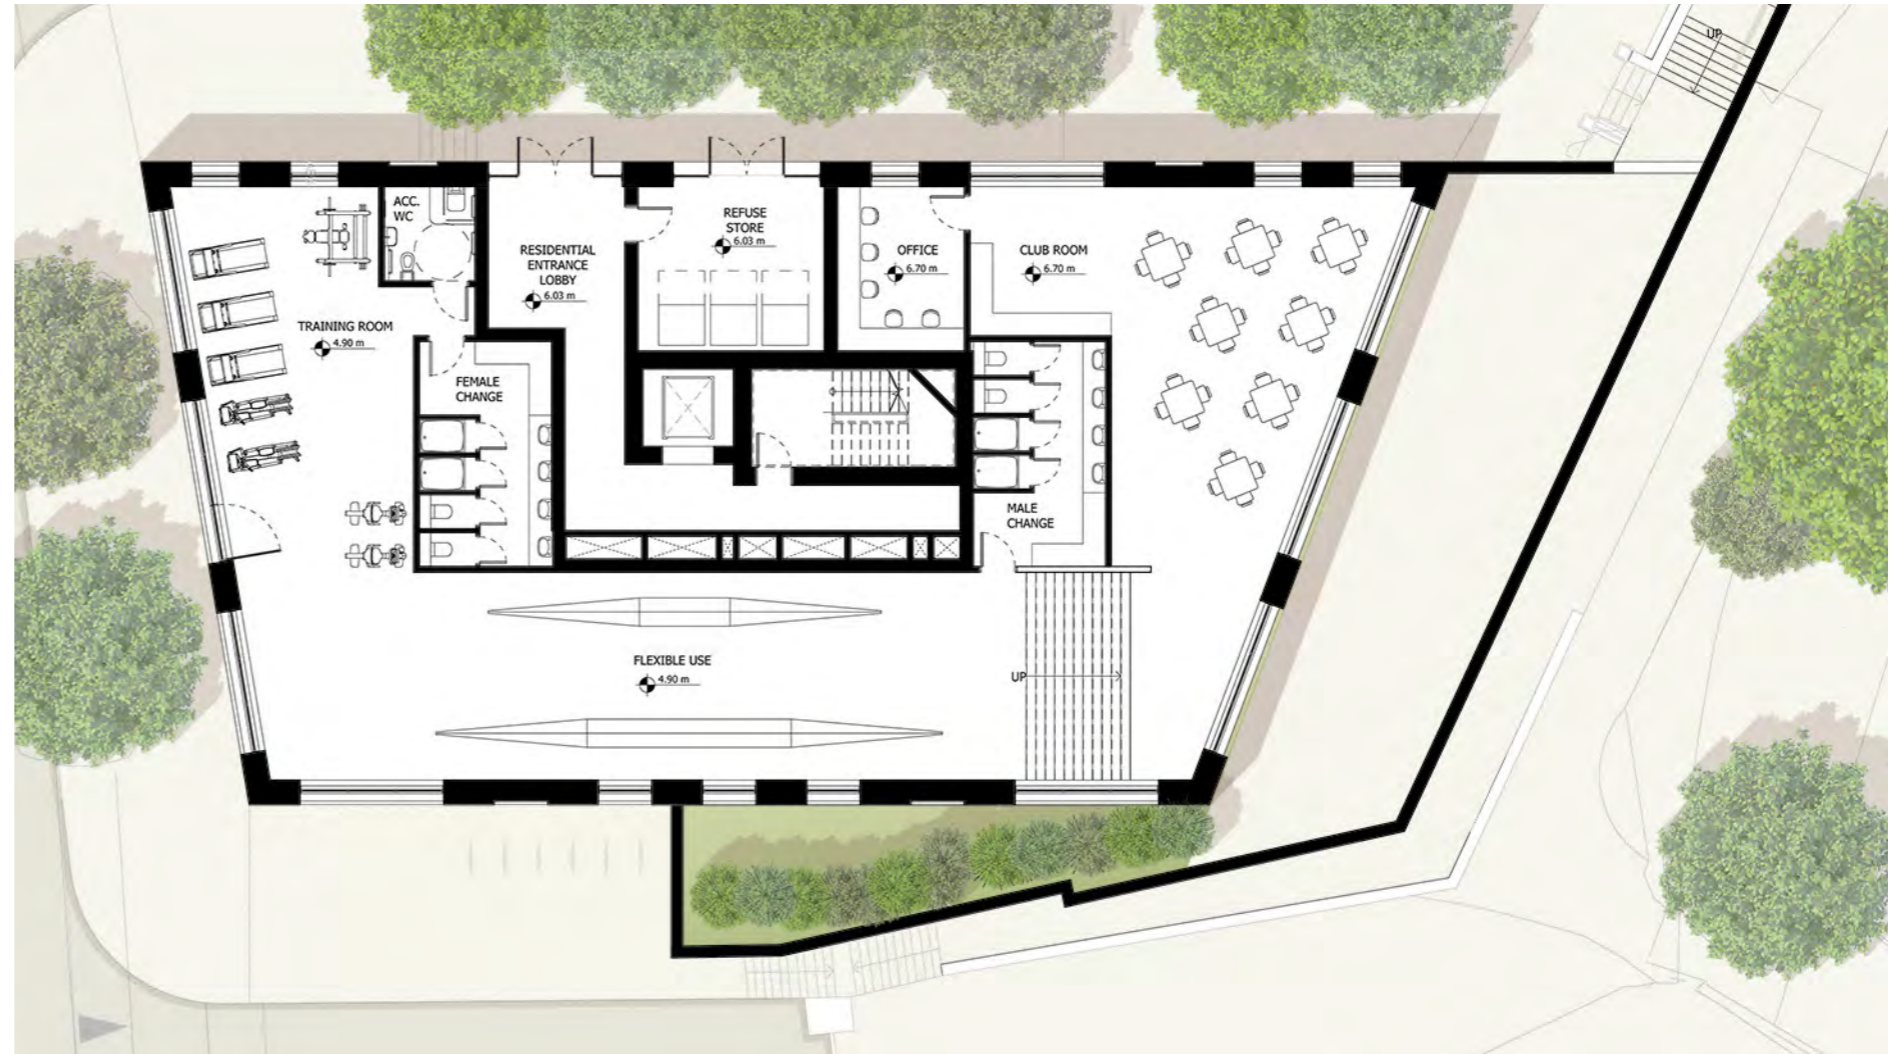 UP
ACC.
WC
REFUSE
STORE
6.03 m
RESIDENTIAL
ENTRANCE
LOBBY
6.03 m
OFFICE
6.70 m
CLUB ROOM
6.70 m
TRAINING ROOM
4.90 m
FEMALE
CHANGE
MALE
CHANGE
FLEXIBLE USE
4.90 m
UP